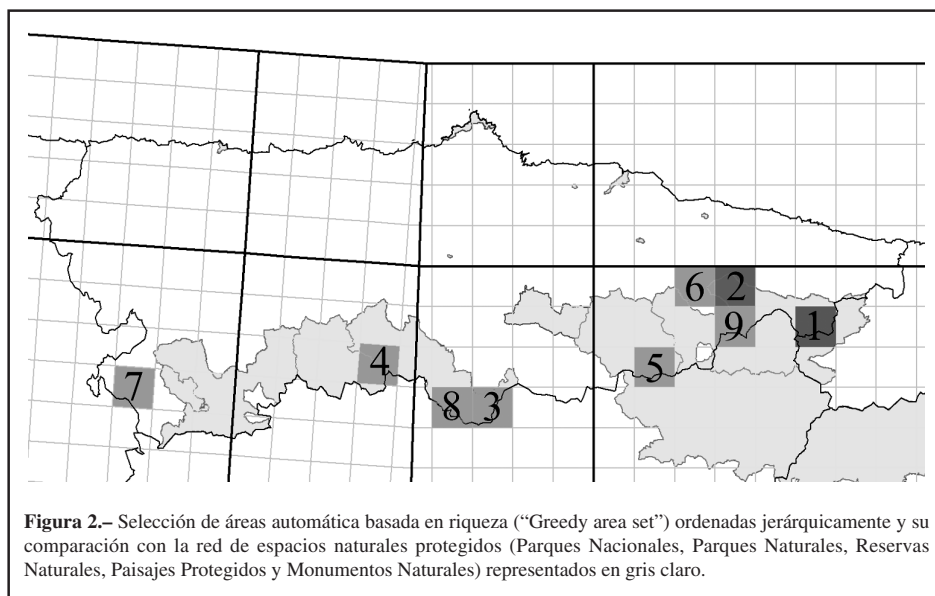 6 2
9 1
4 5
7
8 3
Figura 2.– Selección de áreas automática basada en riqueza (“Greedy area set”) ordenadas jerárquicamente y su
comparación con la red de espacios naturales protegidos (Parques Nacionales, Parques Naturales, Reservas
Naturales, Paisajes Protegidos y Monumentos Naturales) representados en gris claro.